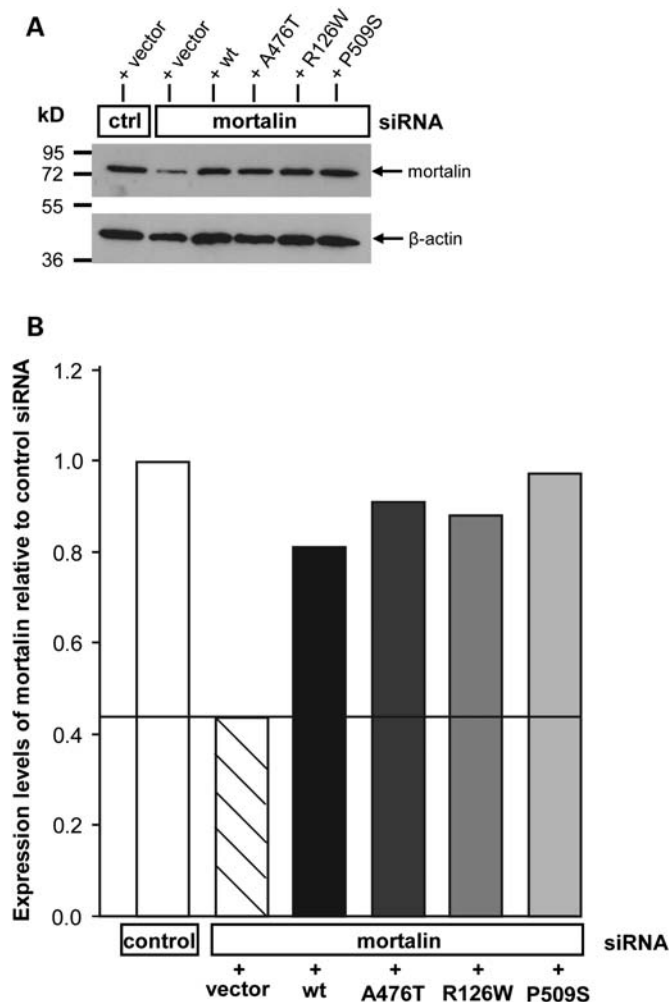 A
+ vector
+ vector
+ wt
+ A476T
+ R126W
+ P509S
kD
ctrl
mortalin
siRNA
95
72
mortalin
55
β-actin
36
B
Expression levels of mortalin relative to control siRNA
1.2
1.0
0.8
0.6
0.4
0.2
0.0
control
mortalin
siRNA
+ + + + +
vector wt A476T R126W P509S